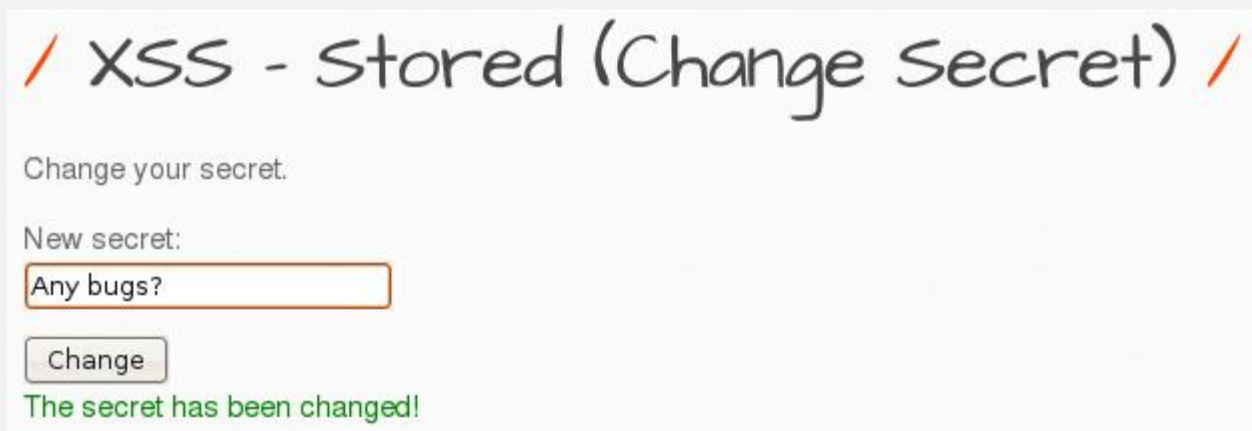 / XSS - Stored (Change Secret) /
Change your secret.
New secret:
Any bugs?
Change
The secret has been changed!